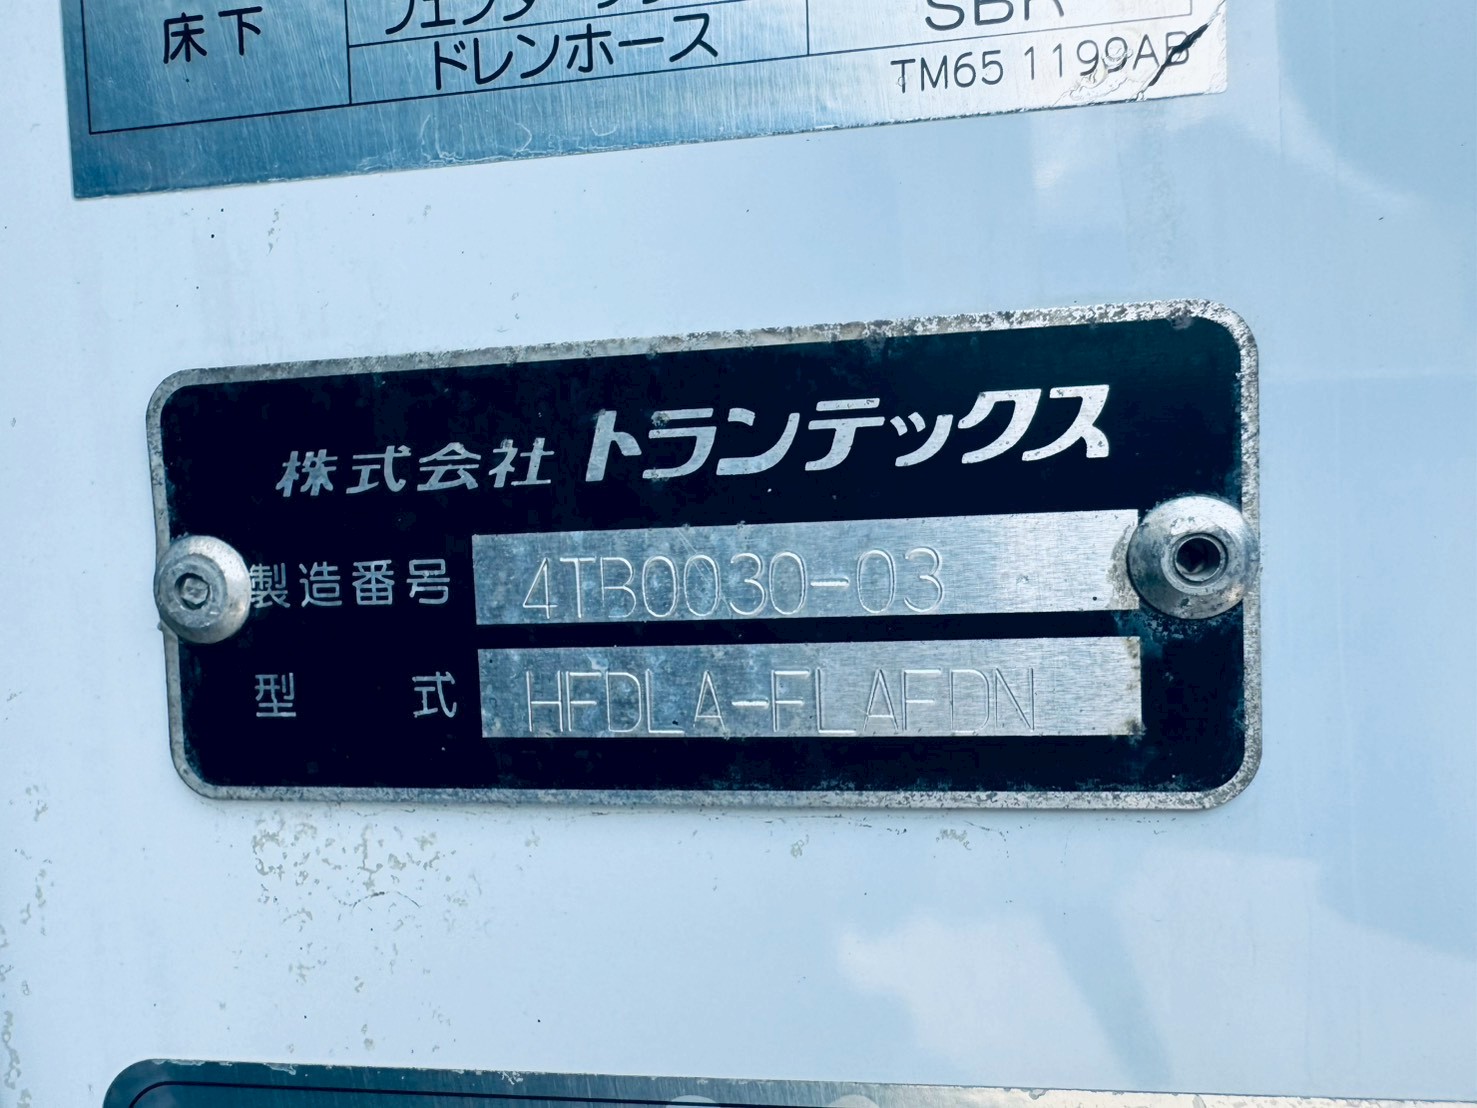 床下
ドレンホース
SBR
TM65 1199AB
株式会社 トランテックス
製造番号 4TB0030-03
型式 HFDLA-FLAFDN